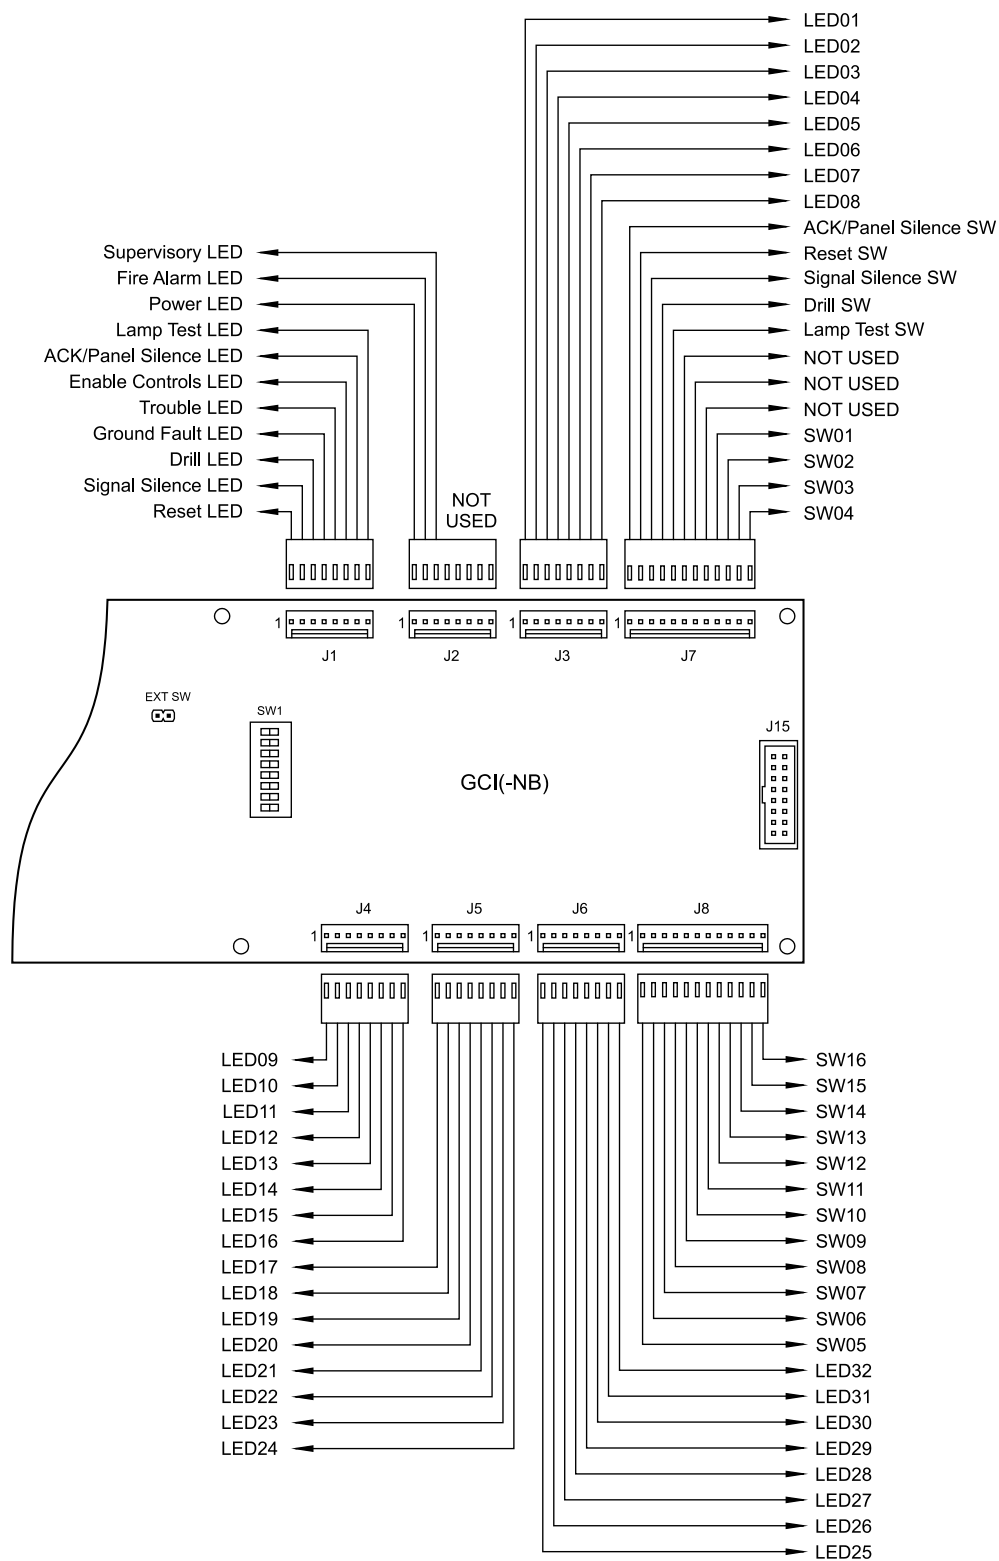 LED01
LED02
LED03
LED04
LED05
LED06
LED07
LED08
ACK/Panel Silence SW
Reset SW
Signal Silence SW
Drill SW
Lamp Test SW
NOT USED
NOT USED
NOT USED
SW01
SW02
SW03
SW04
Supervisory LED
Fire Alarm LED
Power LED
Lamp Test LED
ACK/Panel Silence LED
Enable Controls LED
Trouble LED
Ground Fault LED
Drill LED
Signal Silence LED
Reset LED
NOT
USED
1
1
1
1
J1
J2
J3
J7
EXT SW
SW1
J15
GCI(-NB)
J4
J5
J6
J8
1
1
1
1
LED09
LED10
LED11
LED12
LED13
LED14
LED15
LED16
LED17
LED18
LED19
LED20
LED21
LED22
LED23
LED24
SW16
SW15
SW14
SW13
SW12
SW11
SW10
SW09
SW08
SW07
SW06
SW05
LED32
LED31
LED30
LED29
LED28
LED27
LED26
LED25